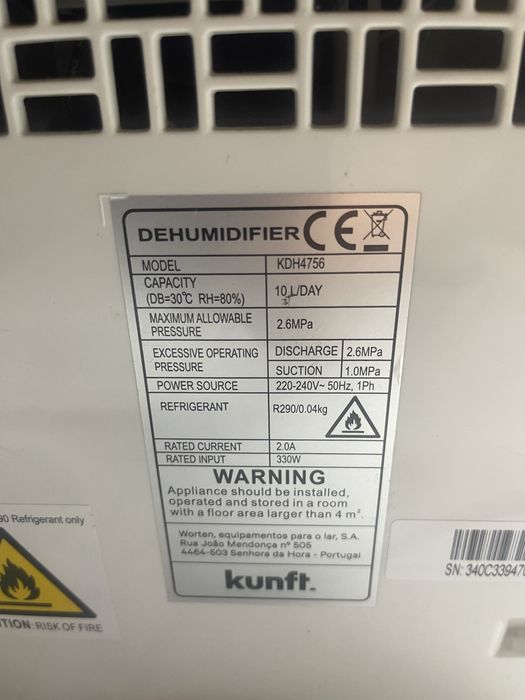 DEHUMIDIFIER CE
MODEL KDH4756
CAPACITY
(DB=30℃ RH=80%) 10 L/DAY
MAXIMUM ALLOWABLE
PRESSURE 2.6MPa
EXCESSIVE OPERATING
PRESSURE
DISCHARGE 2.6MPa
SUCTION 1.0MPa
POWER SOURCE 220-240V~ 50Hz, 1Ph
REFRIGERANT R290/0.04kg
RATED CURRENT 2.0A
RATED INPUT 330W
WARNING
Appliance should be installed,
operated and stored in a room
with a floor area larger than 4 m².
Worten, equipamentos para o lar, S.A.
Rua João Mendonça nº 505
4464-503 Senhora da Hora - Portugal
kunft.
Refrigerant only
RISK OF FIRE
SN: 340C33947